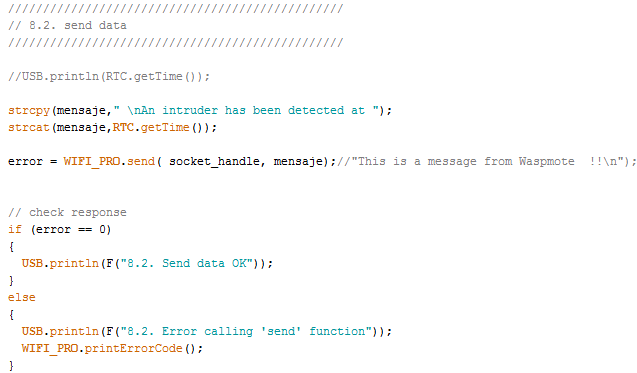 ////////////////////////////////////////////////
// 8.2. send data
////////////////////////////////////////////////
//USB.println(RTC.getTime());
strcpy(mensaje," \nAn intruder has been detected at ");
strcat(mensaje,RTC.getTime());
error = WIFI_PRO.send( socket_handle, mensaje);//"This is a message from Waspmote  !!\n");
// check response
if (error == 0)
{
  USB.println(F("8.2. Send data OK"));
}
else
{
  USB.println(F("8.2. Error calling 'send' function"));
  WIFI_PRO.printErrorCode();
}